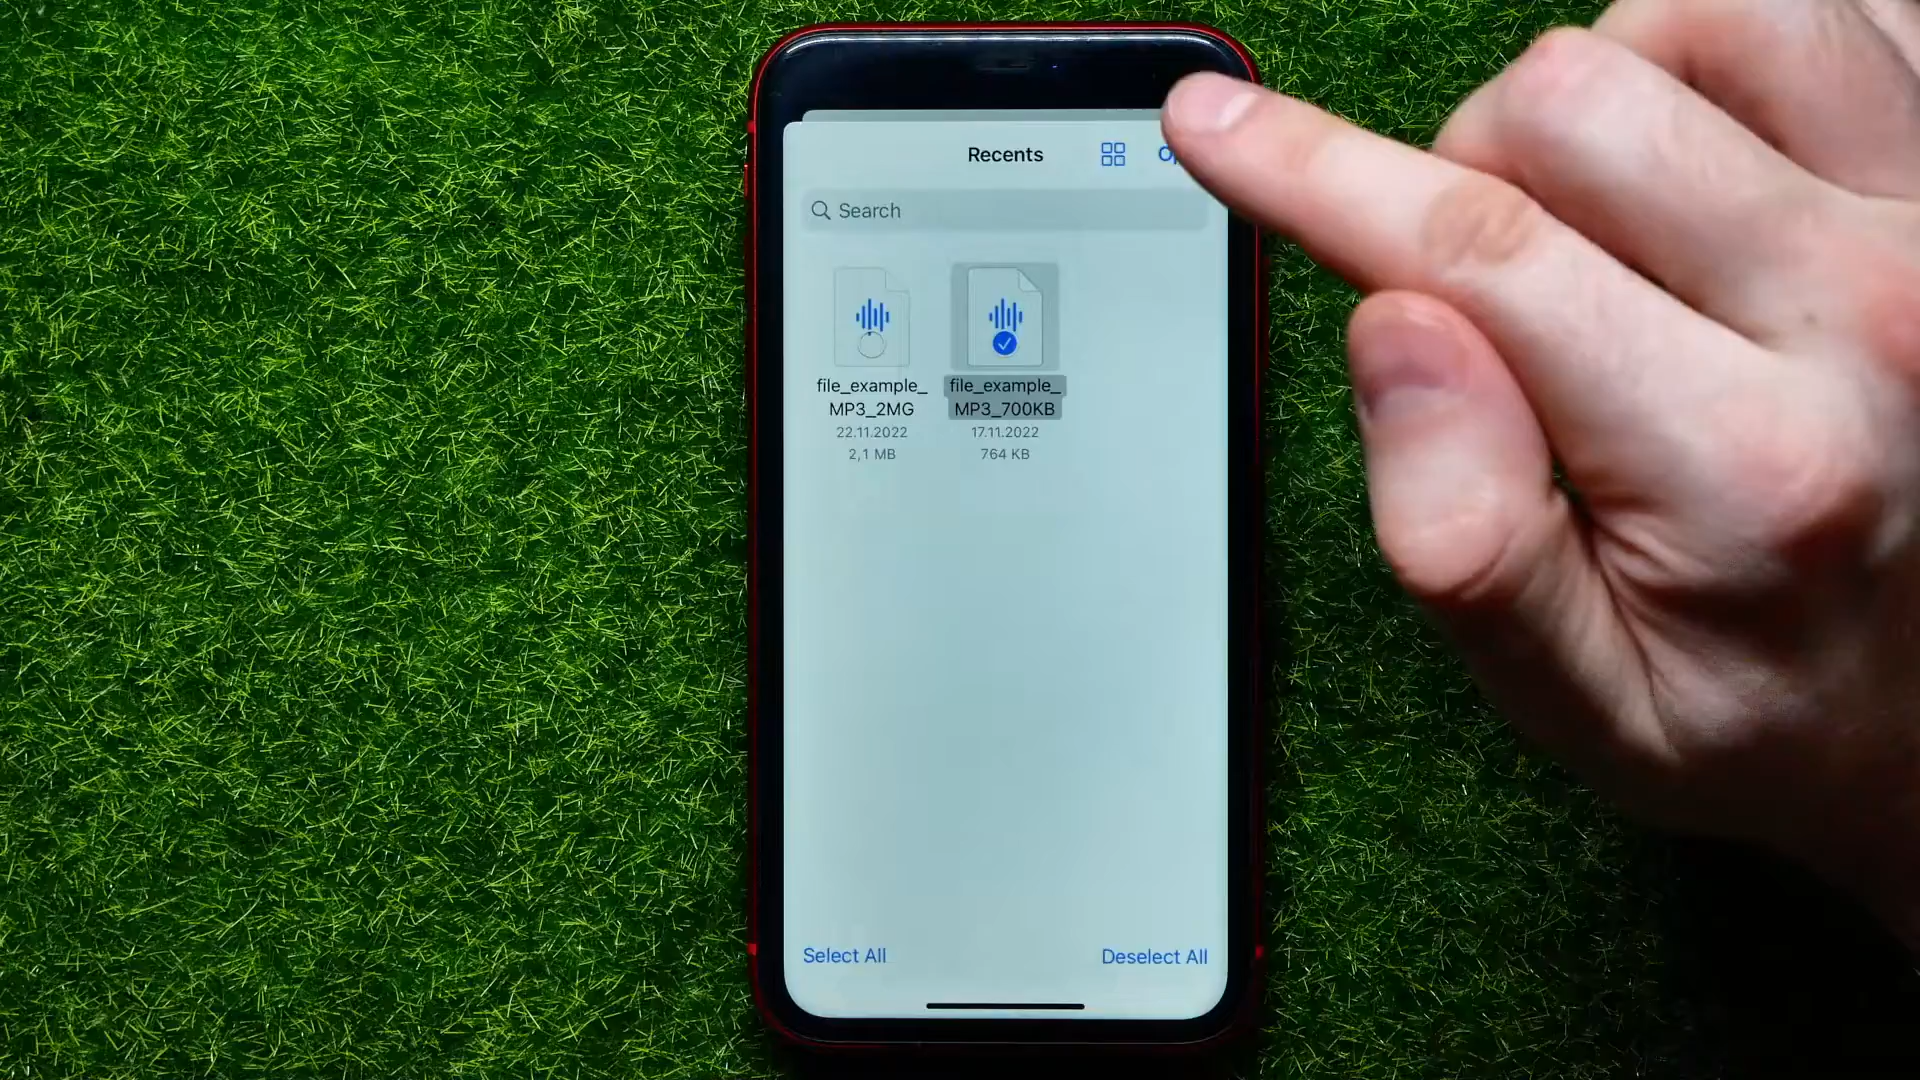 Recents
Search
file_example_
MP3_2MG
22.11.2022
2,1 MB
file_example_
MP3_700KB
17.11.2022
764 KB
Select All
Deselect All